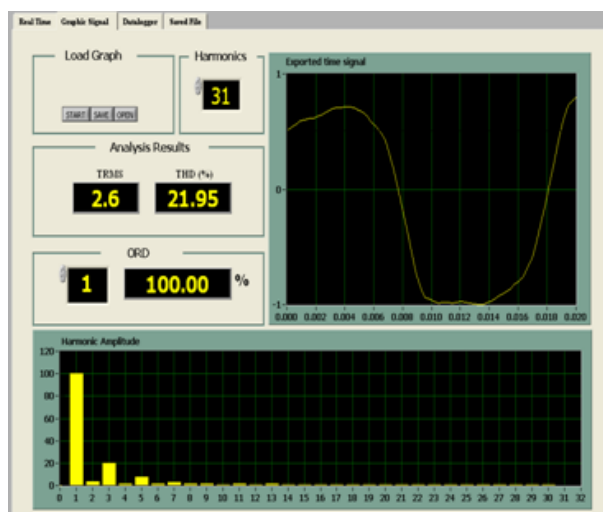 Real Time Graphic Signal Datalogger Saved File
Load Graph
START SAVE OPEN
Harmonics
31
Analysis Results
TRMS THD (%)
2.6 21.95
ORD
1 100.00 %
Exported time signal
1
0
-1
0.000 0.002 0.004 0.006 0.008 0.010 0.012 0.014 0.016 0.018 0.020
Harmonic Amplitude
120
100
80
60
40
20
0
0 1 2 3 4 5 6 7 8 9 10 11 12 13 14 15 16 17 18 19 20 21 22 23 24 25 26 27 28 29 30 31 32